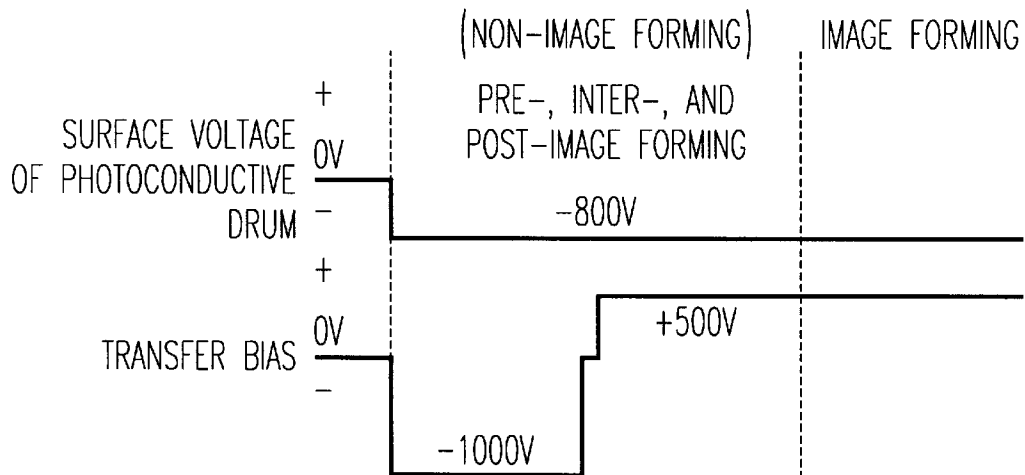 (NON-IMAGE FORMING)
IMAGE FORMING
PRE-, INTER-, AND
POST-IMAGE FORMING
SURFACE VOLTAGE
OF PHOTOCONDUCTIVE
DRUM
+
0V
-
-800V
TRANSFER BIAS
+
0V
-
+500V
-1000V